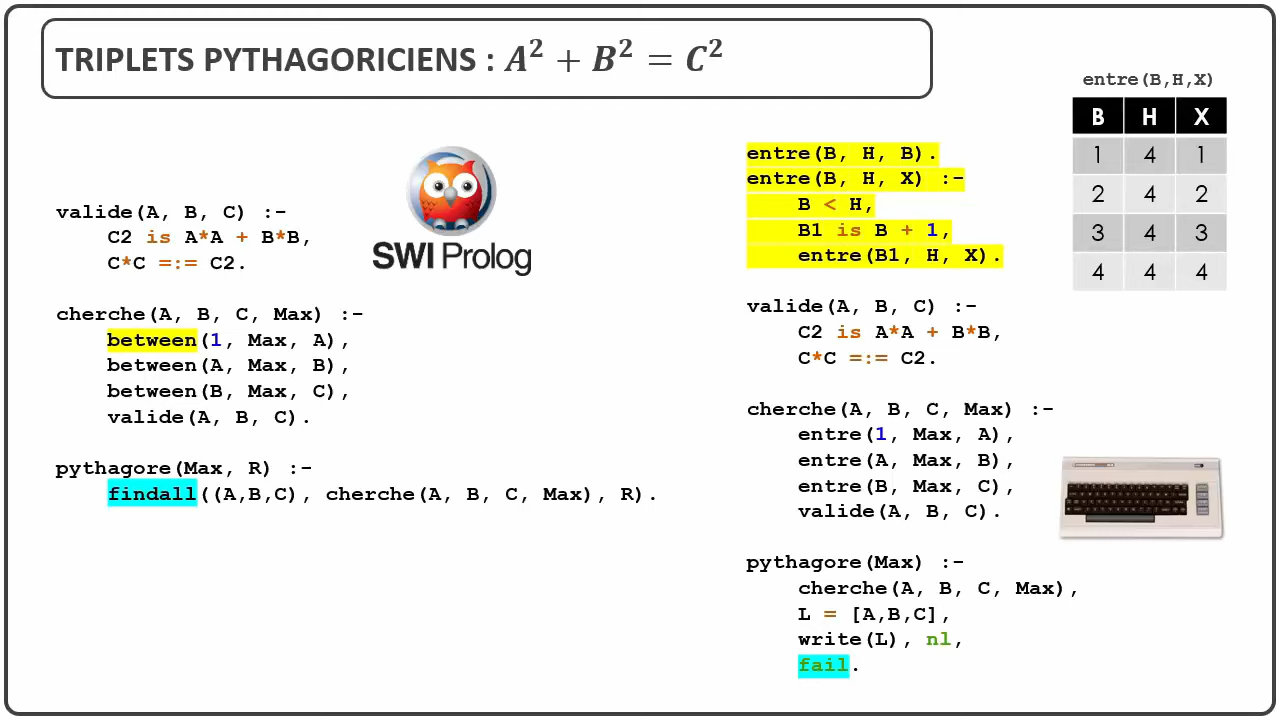 TRIPLETS PYTHAGORICIENS : A² + B² = C²
SWI Prolog
valide(A, B, C) :-
C2 is A*A + B*B,
C*C =:= C2.
cherche(A, B, C, Max) :-
between(1, Max, A),
between(A, Max, B),
between(B, Max, C),
valide(A, B, C).
pythagore(Max, R) :-
findall((A,B,C), cherche(A, B, C, Max), R).
entre(B, H, B).
entre(B, H, X) :-
B < H,
B1 is B + 1,
entre(B1, H, X).
valide(A, B, C) :-
C2 is A*A + B*B,
C*C =:= C2.
cherche(A, B, C, Max) :-
entre(1, Max, A),
entre(A, Max, B),
entre(B, Max, C),
valide(A, B, C).
pythagore(Max) :-
cherche(A, B, C, Max),
L = [A,B,C],
write(L), nl,
fail.
entre(B,H,X)
B H X
1 4 1
2 4 2
3 4 3
4 4 4